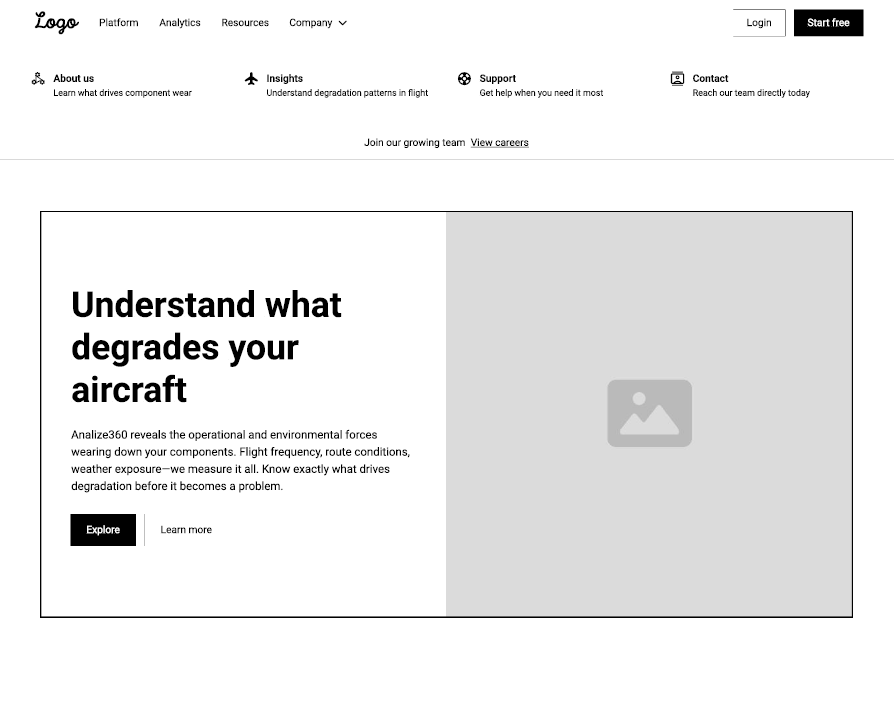 Logo
Platform
Analytics
Resources
Company
Login
Start free
About us
Learn what drives component wear
Insights
Understand degradation patterns in flight
Support
Get help when you need it most
Contact
Reach our team directly today
Join our growing team View careers
Understand what
degrades your
aircraft
Analize360 reveals the operational and environmental forces
wearing down your components. Flight frequency, route conditions,
weather exposure—we measure it all. Know exactly what drives
degradation before it becomes a problem.
Explore
Learn more